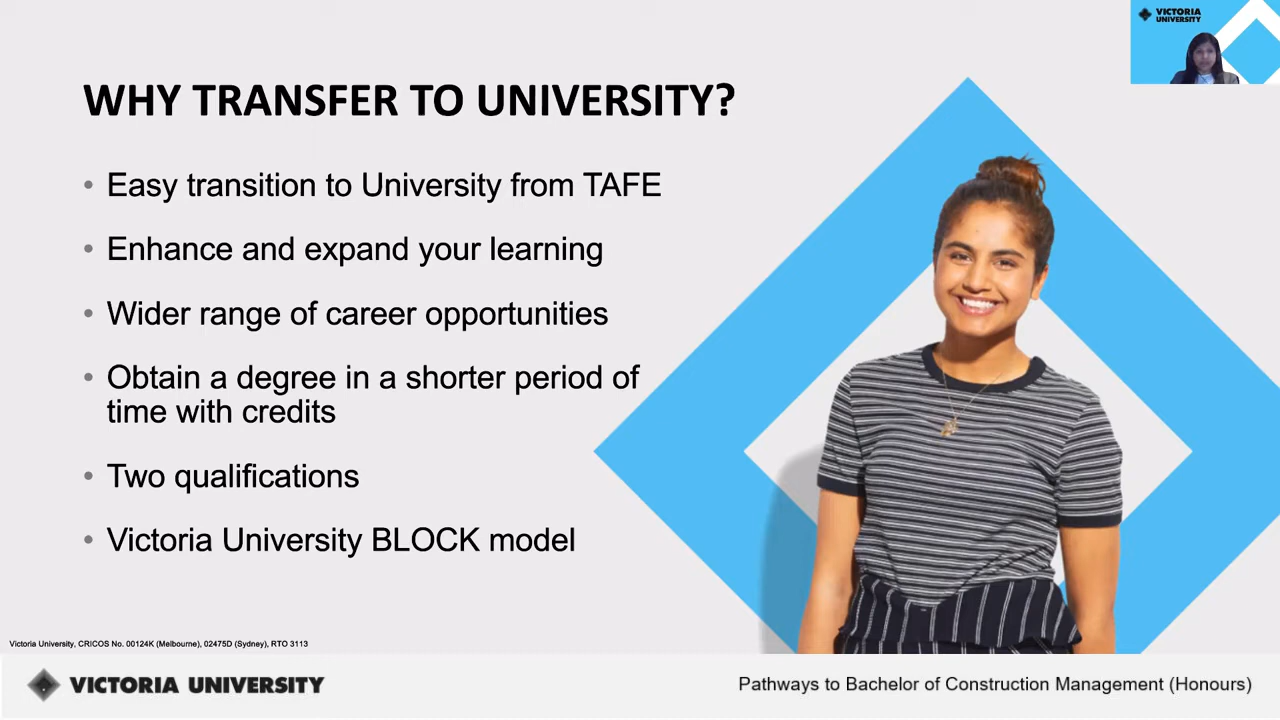 VICTORIA
UNIVERSITY
WHY TRANSFER TO UNIVERSITY?
• Easy transition to University from TAFE
• Enhance and expand your learning
• Wider range of career opportunities
• Obtain a degree in a shorter period of
time with credits
• Two qualifications
• Victoria University BLOCK model
Victoria University, CRICOS No. 00124K (Melbourne), 02475D (Sydney), RTO 3113
VICTORIA UNIVERSITY
Pathways to Bachelor of Construction Management (Honours)